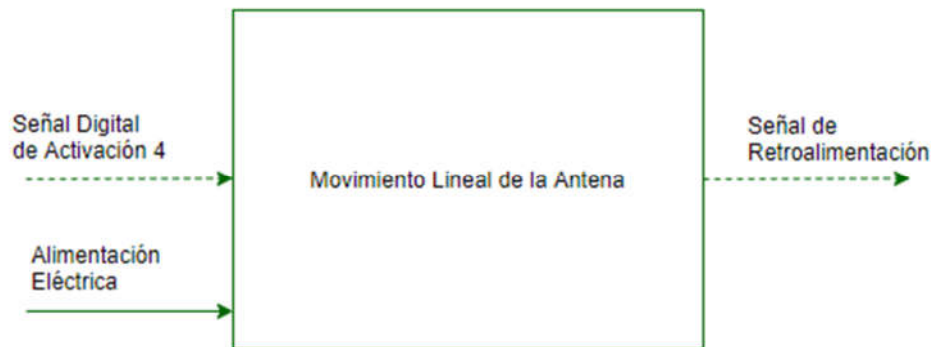 Señal Digital
de Activación 4
Movimiento Lineal de la Antena
Señal de
Retroalimentación
Alimentación
Eléctrica